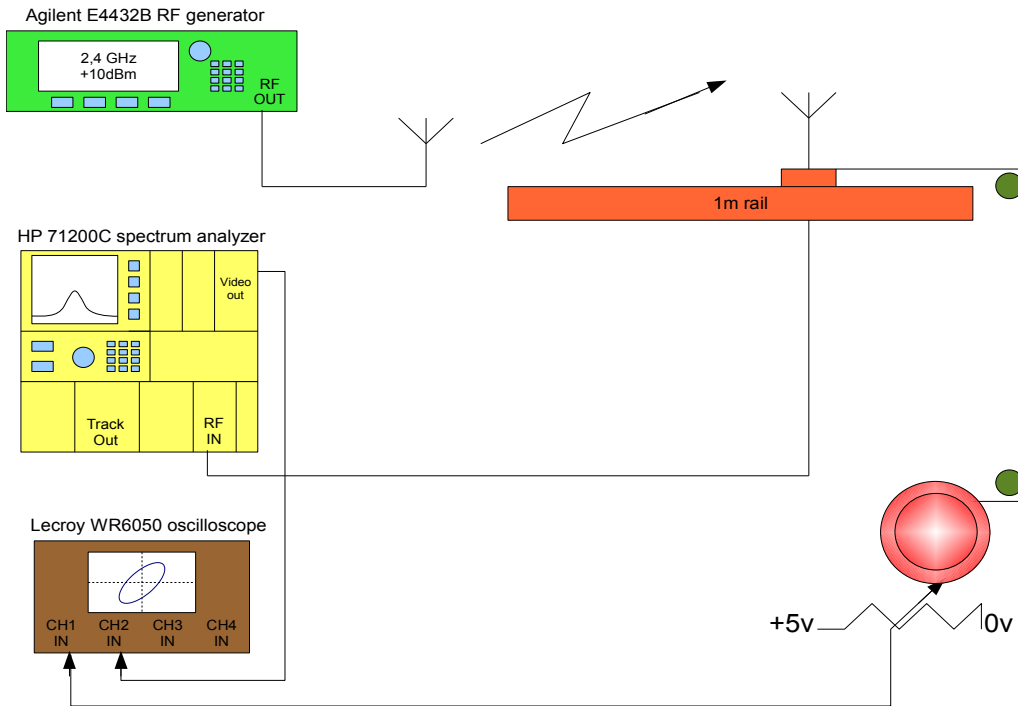 Agilent E4432B RF generator
2,4 GHz
+10dBm
RF
OUT
1m rail
HP 71200C spectrum analyzer
Video
out
Track
Out
RF
IN
Lecroy WR6050 oscilloscope
CH1
IN
CH2
IN
CH3
IN
CH4
IN
+5v
0v